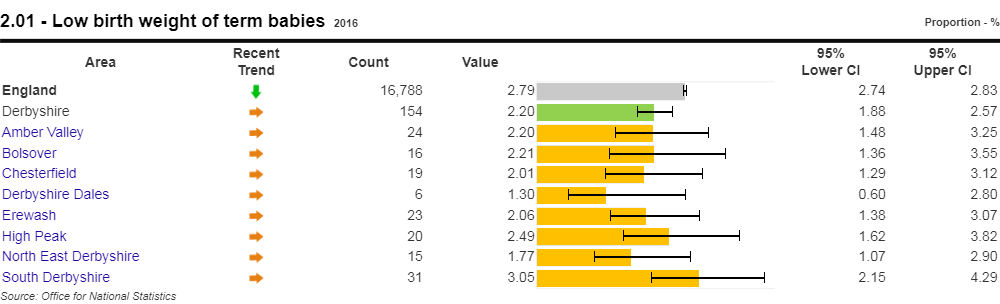 2.01 - Low birth weight of term babies 2016 Proportion - %
Area Recent Trend Count Value 95% Lower CI 95% Upper CI
England 16,788 2.79 2.74 2.83
Derbyshire 154 2.20 1.88 2.57
Amber Valley 24 2.20 1.48 3.25
Bolsover 16 2.21 1.36 3.55
Chesterfield 19 2.01 1.29 3.12
Derbyshire Dales 6 1.30 0.60 2.80
Erewash 23 2.06 1.38 3.07
High Peak 20 2.49 1.62 3.82
North East Derbyshire 15 1.77 1.07 2.90
South Derbyshire 31 3.05 2.15 4.29
Source: Office for National Statistics